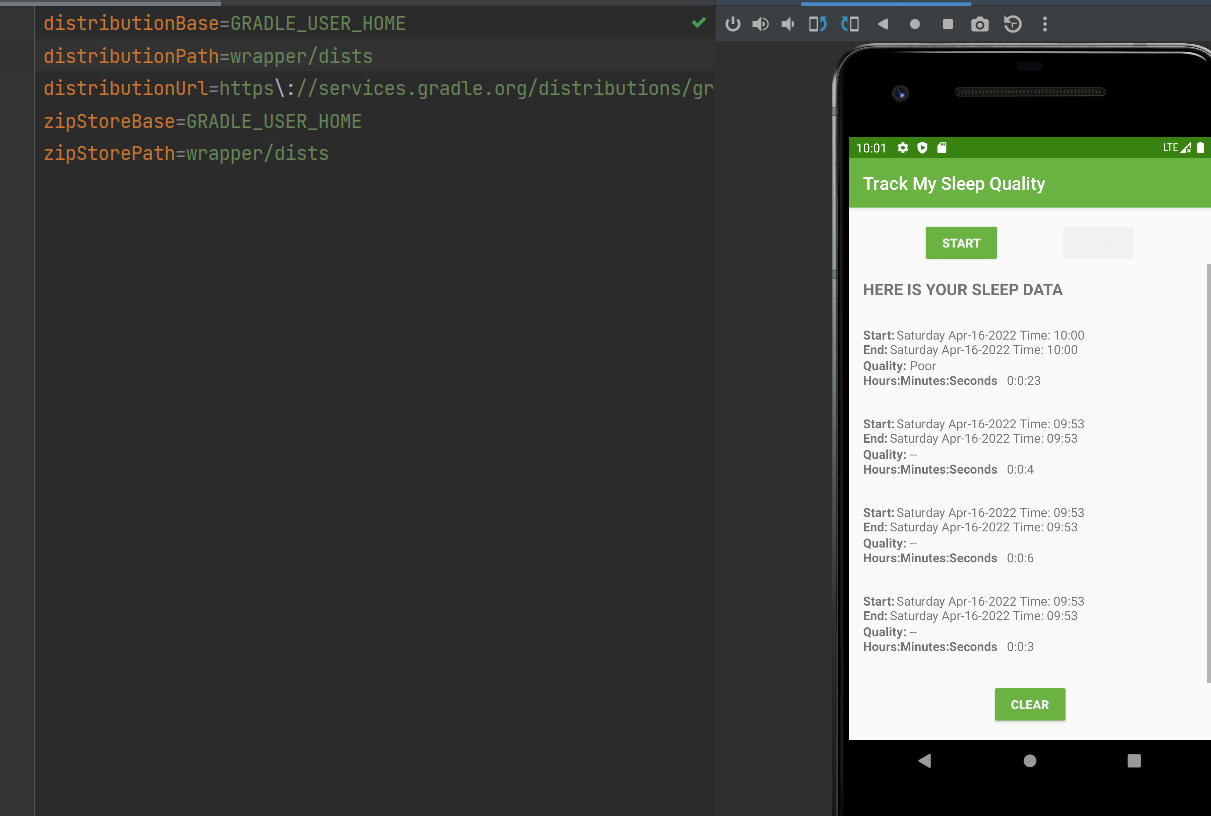 distributionBase=GRADLE_USER_HOME
distributionPath=wrapper/dists
distributionUrl=https\://services.gradle.org/distributions/gr
zipStoreBase=GRADLE_USER_HOME
zipStorePath=wrapper/dists
10:01
LTE
Track My Sleep Quality
START
HERE IS YOUR SLEEP DATA
Start: Saturday Apr-16-2022 Time: 10:00
End: Saturday Apr-16-2022 Time: 10:00
Quality: Poor
Hours:Minutes:Seconds 0:0:23
Start: Saturday Apr-16-2022 Time: 09:53
End: Saturday Apr-16-2022 Time: 09:53
Quality: --
Hours:Minutes:Seconds 0:0:4
Start: Saturday Apr-16-2022 Time: 09:53
End: Saturday Apr-16-2022 Time: 09:53
Quality: --
Hours:Minutes:Seconds 0:0:6
Start: Saturday Apr-16-2022 Time: 09:53
End: Saturday Apr-16-2022 Time: 09:53
Quality: --
Hours:Minutes:Seconds 0:0:3
CLEAR